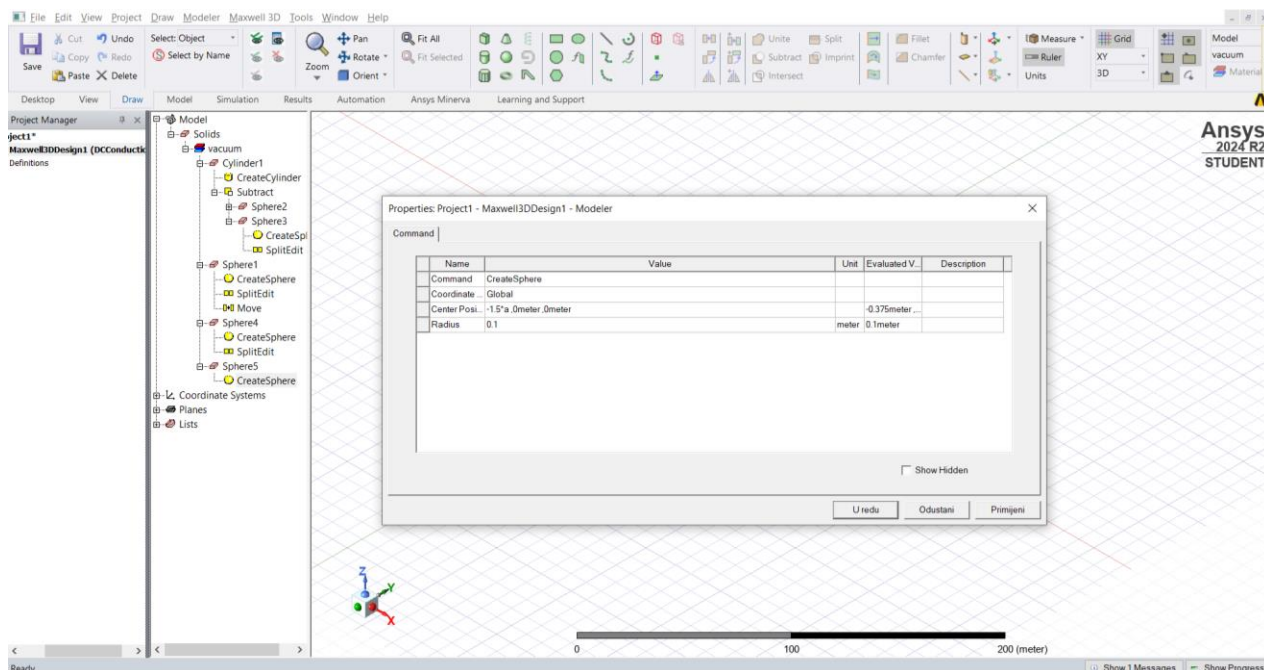 File Edit View Project Draw Modeler Maxwell 3D Tools Window Help
Save
Cut
Copy
Paste
Undo
Redo
Delete
Select: Object
Select by Name
Zoom
Pan
Rotate
Orient
Fit All
Fit Selected
Unite
Subtract
Intersect
Split
Imprint
Fillet
Chamfer
Measure
Ruler
Units
Grid
XY
3D
Model
vacuum
Material
Desktop View Draw Model Simulation Results Automation Ansys Minerva Learning and Support
Project Manager
ject1*
Maxwell3DDesign1 (DCConductic
Definitions
Model
Solids
vacuum
Cylinder1
CreateCylinder
Subtract
Sphere2
Sphere3
CreateSpl
SplitEdit
Sphere1
CreateSphere
SplitEdit
Move
Sphere4
CreateSphere
SplitEdit
Sphere5
CreateSphere
Coordinate Systems
Planes
Lists
Ansys
2024 R2
STUDENT
Properties: Project1 - Maxwell3DDesign1 - Modeler
Command
Name Value Unit Evaluated V... Description
Command CreateSphere
Coordinate ... Global
Center Posi... -1.5*a ,0meter ,0meter -0.375meter ,...
Radius 0.1 meter 0.1meter
Show Hidden
U redu Odustani Primijeni
Z
Y
X
0 100 200 (meter)
Ready
Show 1 Messages Show Progress